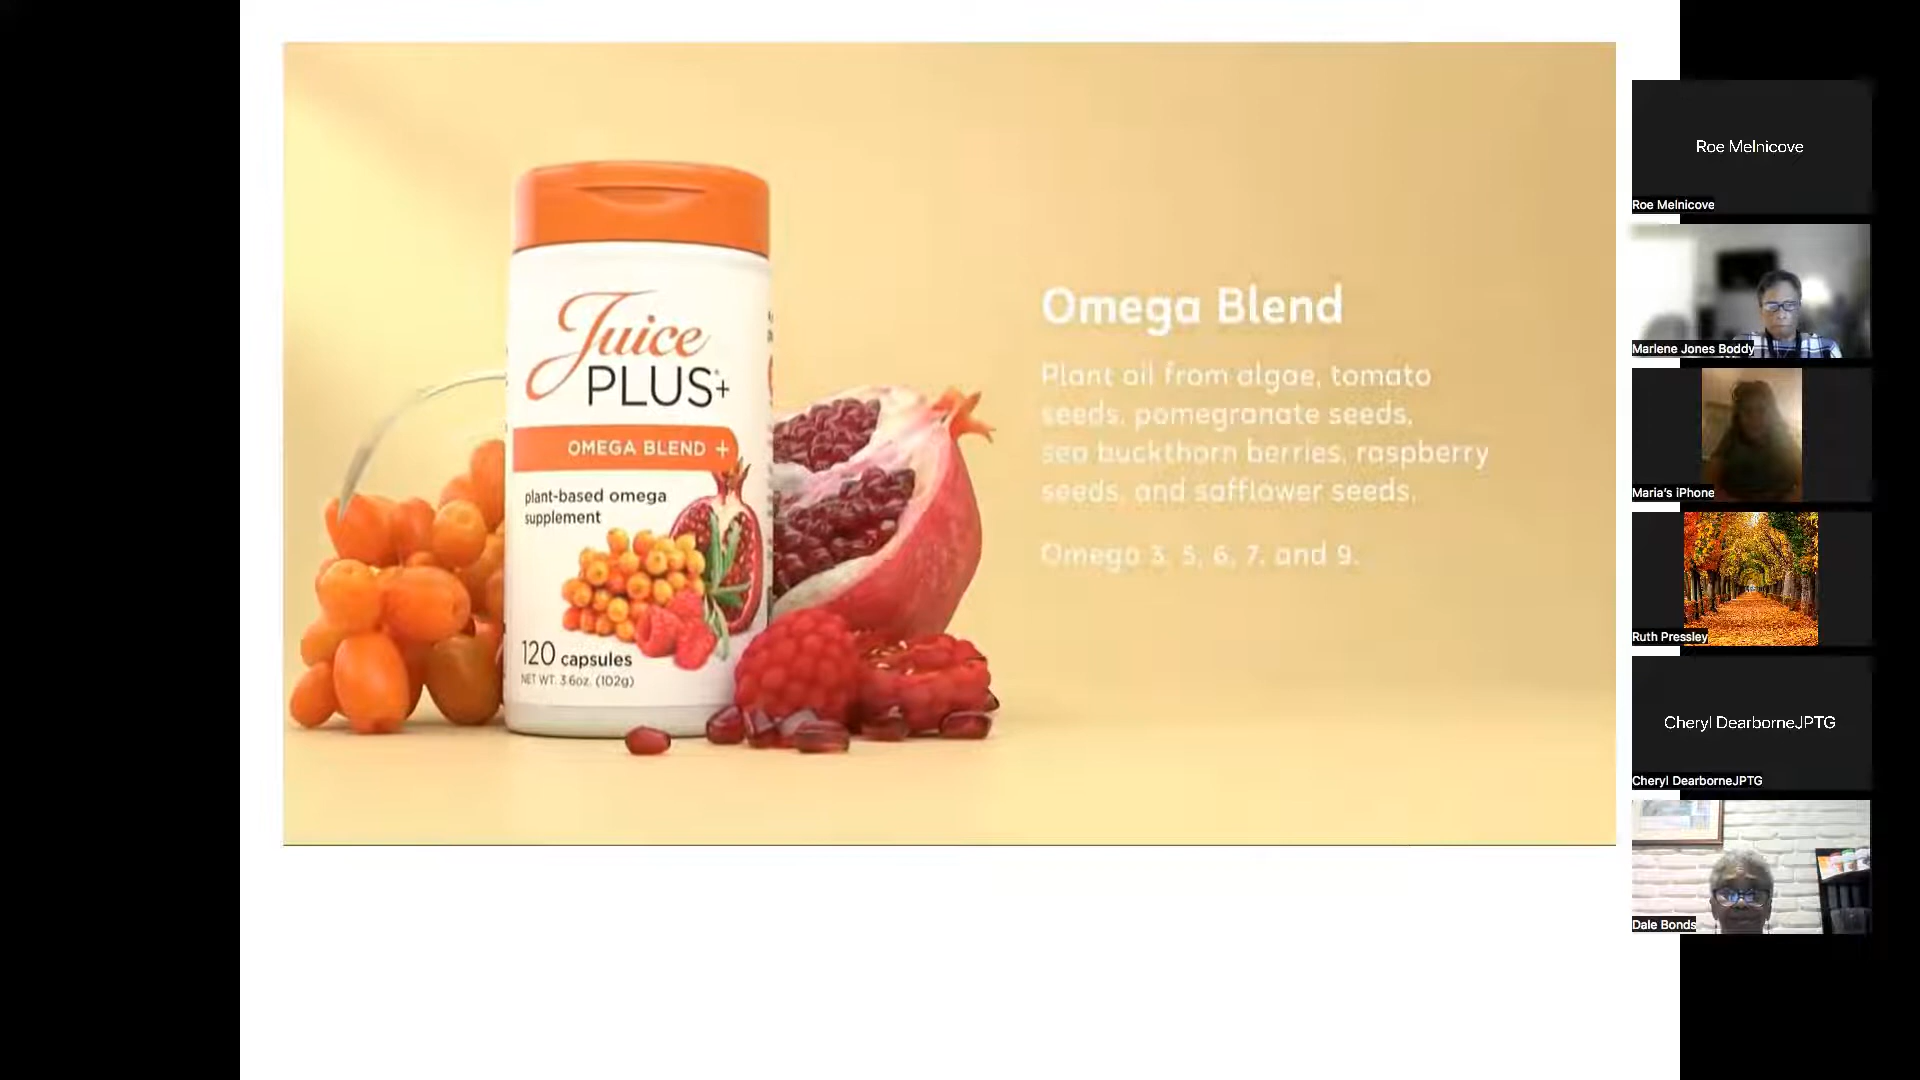 Juice
PLUS+
OMEGA BLEND +
plant-based omega
supplement
120 capsules
NET WT. 3.6oz. (102g)
Omega Blend
Plant oil from algae, tomato
seeds, pomegranate seeds,
sea buckthorn berries, raspberry
seeds, and safflower seeds.
Omega 3, 5, 6, 7, and 9.
Roe Melnicove
Roe Melnicove
Marlene Jones Boddy
Maria's iPhone
Ruth Pressley
Cheryl DearborneJPTG
Cheryl DearborneJPTG
Dale Bonds